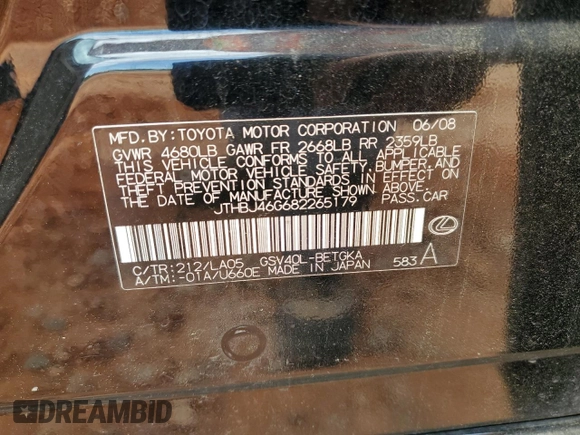 MFD. BY: TOYOTA MOTOR CORPORATION 06/08
GVWR 4680LB GAWR FR 2668LB RR 2359LB
THIS VEHICLE CONFORMS TO ALL APPLICABLE
FEDERAL MOTOR VEHICLE SAFETY, BUMPER, AND
THEFT PREVENTION STANDARDS IN EFFECT ON
THE DATE OF MANUFACTURE SHOWN ABOVE.
JTHBJ46G682265179 PASS. CAR
C/TR: 212/LA05 GSV40L-BETGKA
A/TM: -01A/U660E MADE IN JAPAN 583 A
DREAMBID